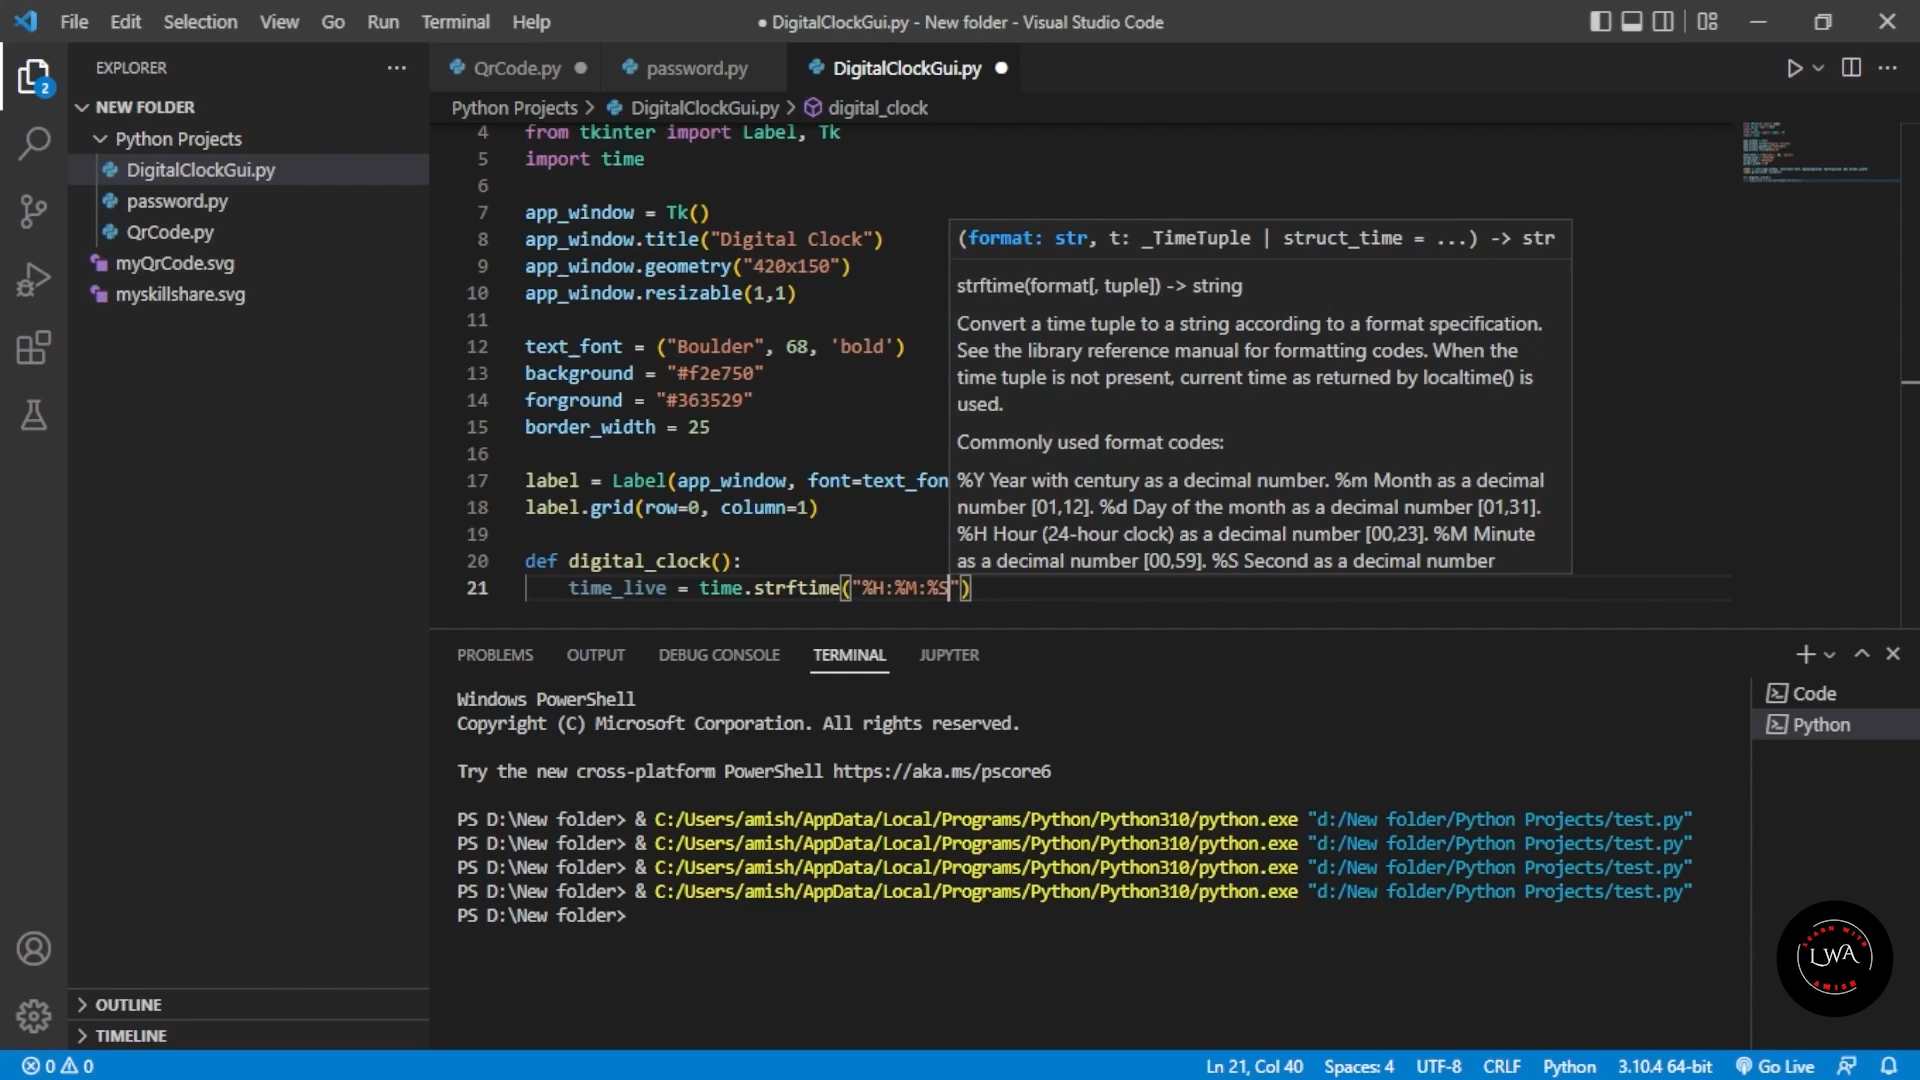 File Edit Selection View Go Run Terminal Help
● DigitalClockGui.py - New folder - Visual Studio Code
EXPLORER
2
NEW FOLDER
Python Projects
DigitalClockGui.py
password.py
QrCode.py
myQrCode.svg
myskillshare.svg
OUTLINE
TIMELINE
QrCode.py
password.py
DigitalClockGui.py
Python Projects > DigitalClockGui.py > digital_clock
4 from tkinter import Label, Tk
5 import time
6
7 app_window = Tk()
8 app_window.title("Digital Clock")
9 app_window.geometry("420x150")
10 app_window.resizable(1,1)
11
12 text_font = ("Boulder", 68, 'bold')
13 background = "#f2e750"
14 forground = "#363529"
15 border_width = 25
16
17 label = Label(app_window, font=text_fon
18 label.grid(row=0, column=1)
19
20 def digital_clock():
21 time_live = time.strftime("%H:%M:%S")
(format: str, t: _TimeTuple | struct_time = ...) -> str
strftime(format[, tuple]) -> string
Convert a time tuple to a string according to a format specification.
See the library reference manual for formatting codes. When the
time tuple is not present, current time as returned by localtime() is
used.
Commonly used format codes:
%Y Year with century as a decimal number. %m Month as a decimal
number [01,12]. %d Day of the month as a decimal number [01,31].
%H Hour (24-hour clock) as a decimal number [00,23]. %M Minute
as a decimal number [00,59]. %S Second as a decimal number
PROBLEMS OUTPUT DEBUG CONSOLE TERMINAL JUPYTER
Windows PowerShell
Copyright (C) Microsoft Corporation. All rights reserved.
Try the new cross-platform PowerShell https://aka.ms/pscore6
PS D:\New folder> & C:/Users/amish/AppData/Local/Programs/Python/Python310/python.exe "d:/New folder/Python Projects/test.py"
PS D:\New folder> & C:/Users/amish/AppData/Local/Programs/Python/Python310/python.exe "d:/New folder/Python Projects/test.py"
PS D:\New folder> & C:/Users/amish/AppData/Local/Programs/Python/Python310/python.exe "d:/New folder/Python Projects/test.py"
PS D:\New folder> & C:/Users/amish/AppData/Local/Programs/Python/Python310/python.exe "d:/New folder/Python Projects/test.py"
PS D:\New folder>
Code
Python
LEARN WITH
LWA
AMISH
0 0
Ln 21, Col 40 Spaces: 4 UTF-8 CRLF Python 3.10.4 64-bit Go Live